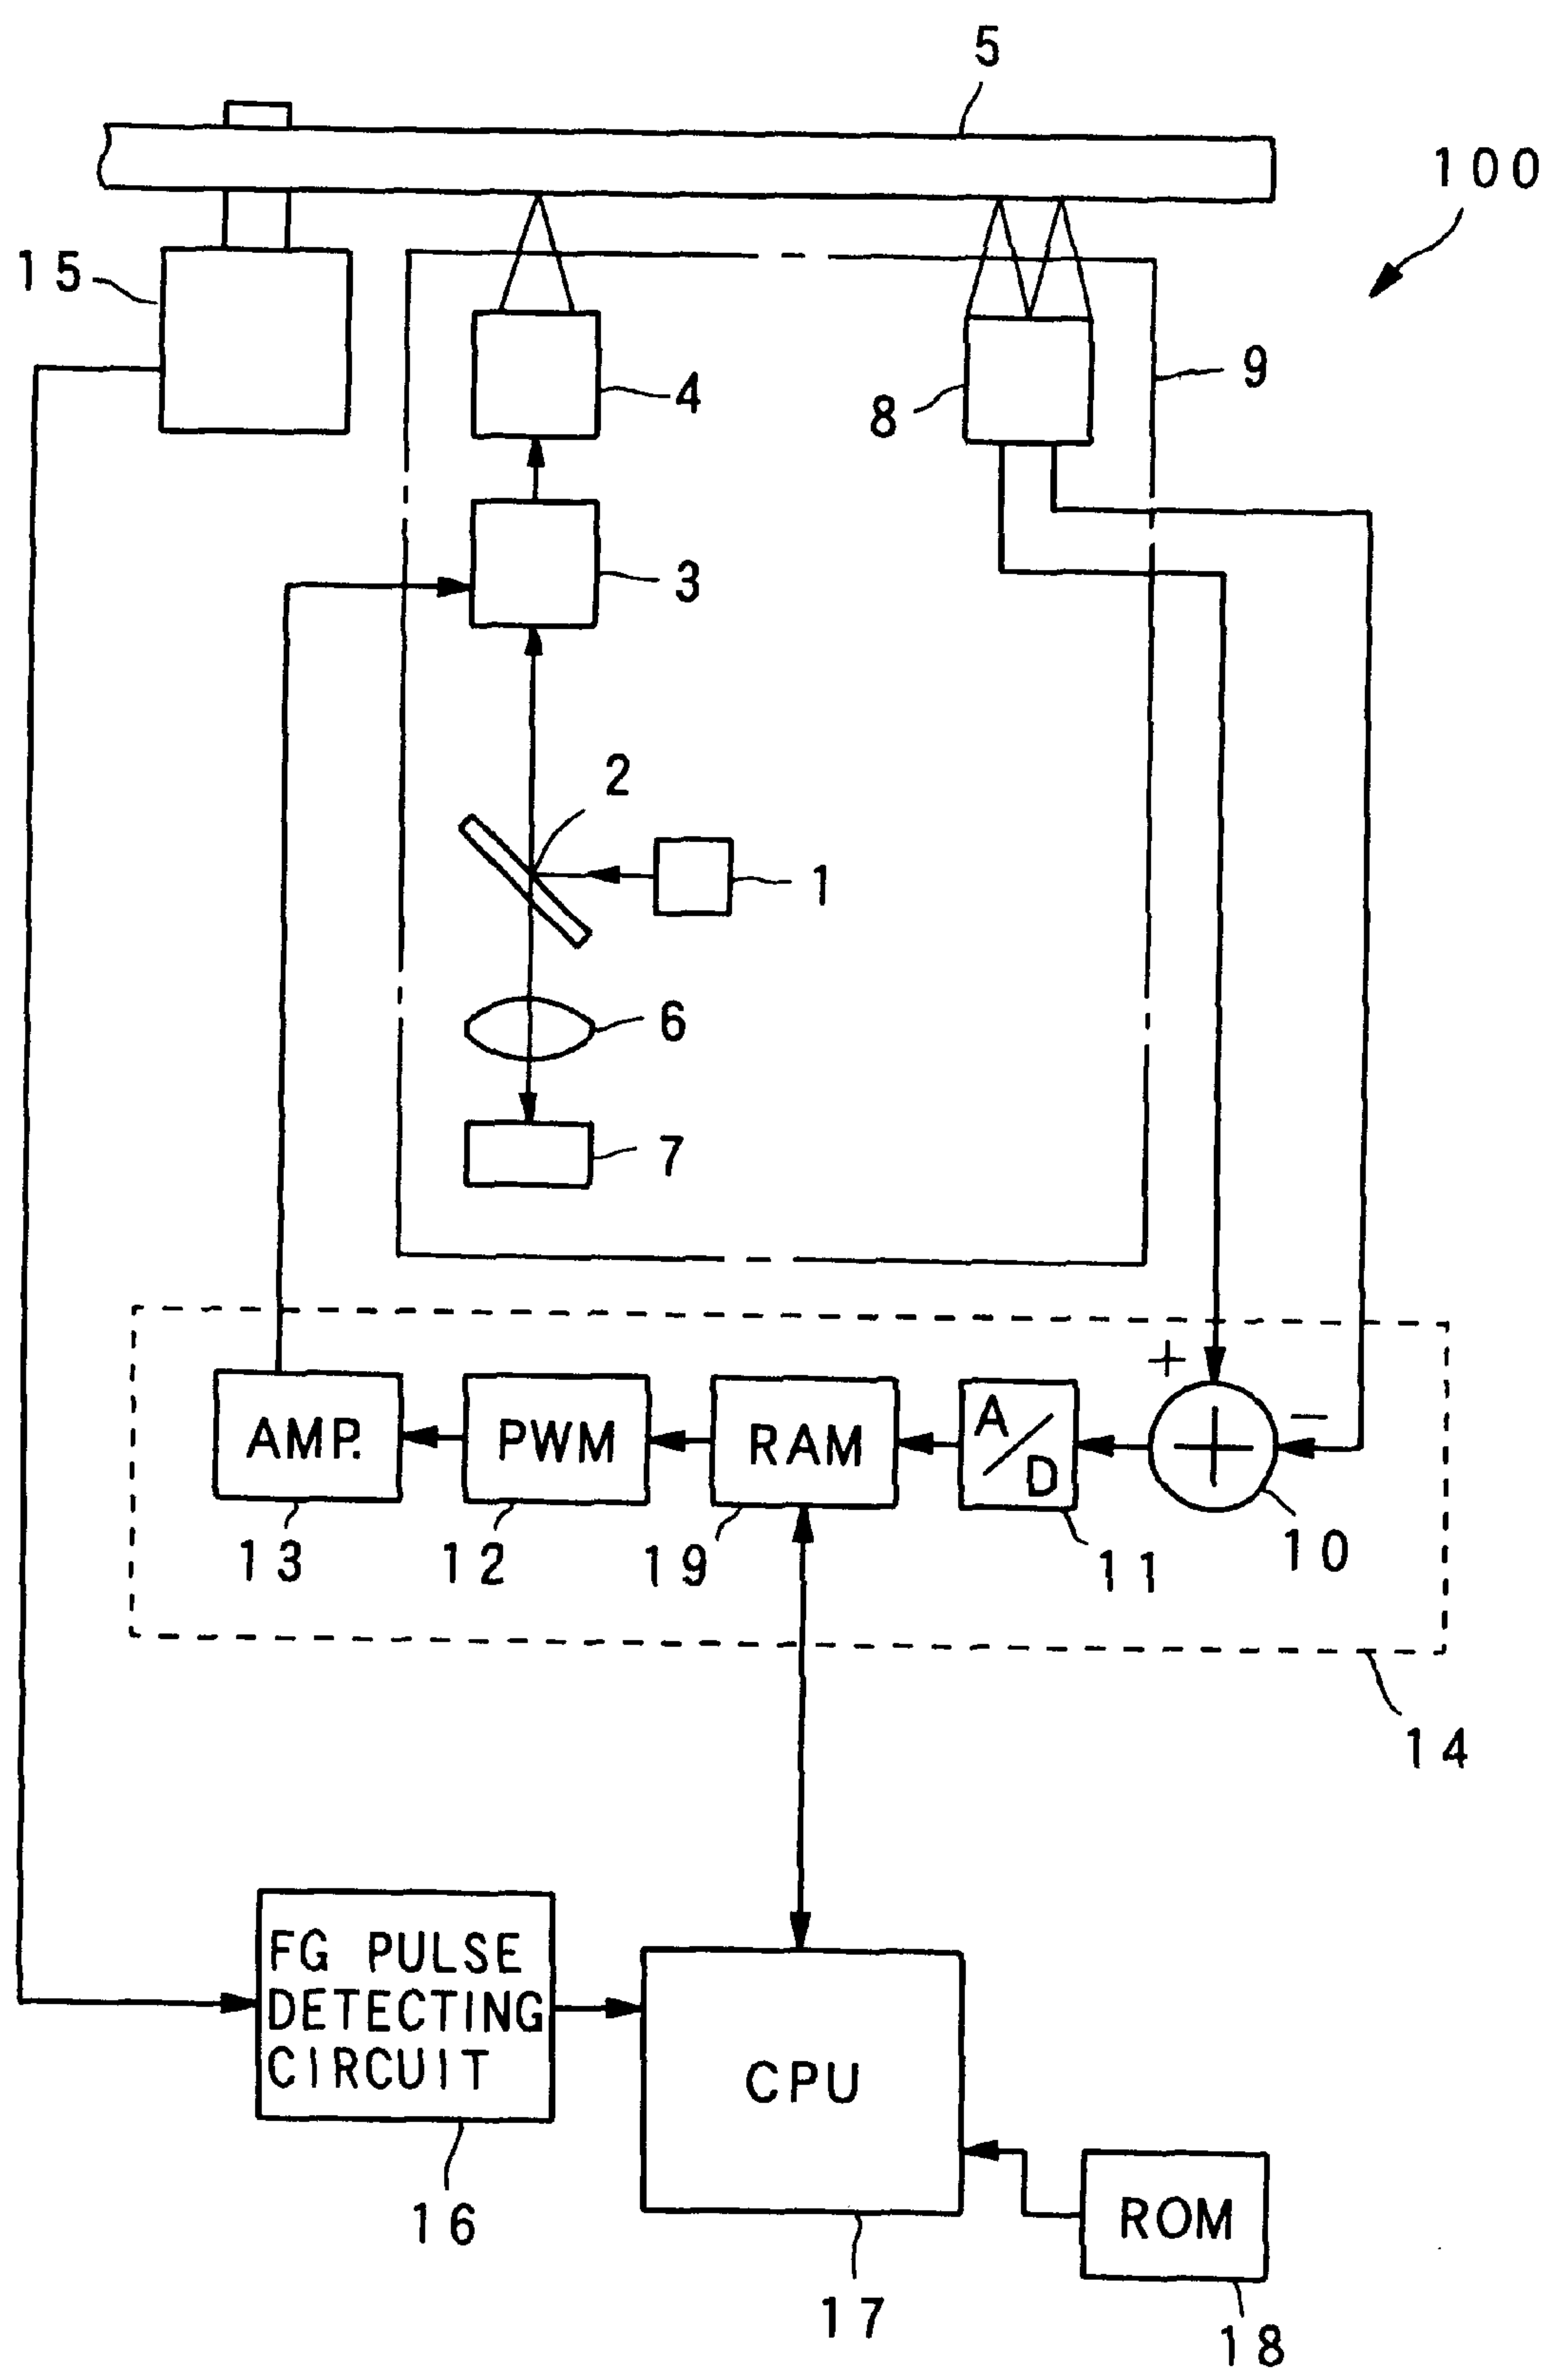 5
100
15
4
9
8
3
2
1
6
7
+
−
AMP.
PWM
RAM
A/D
13
12
19
11
10
14
FG PULSE
DETECTING
CIRCUIT
CPU
16
ROM
17
18